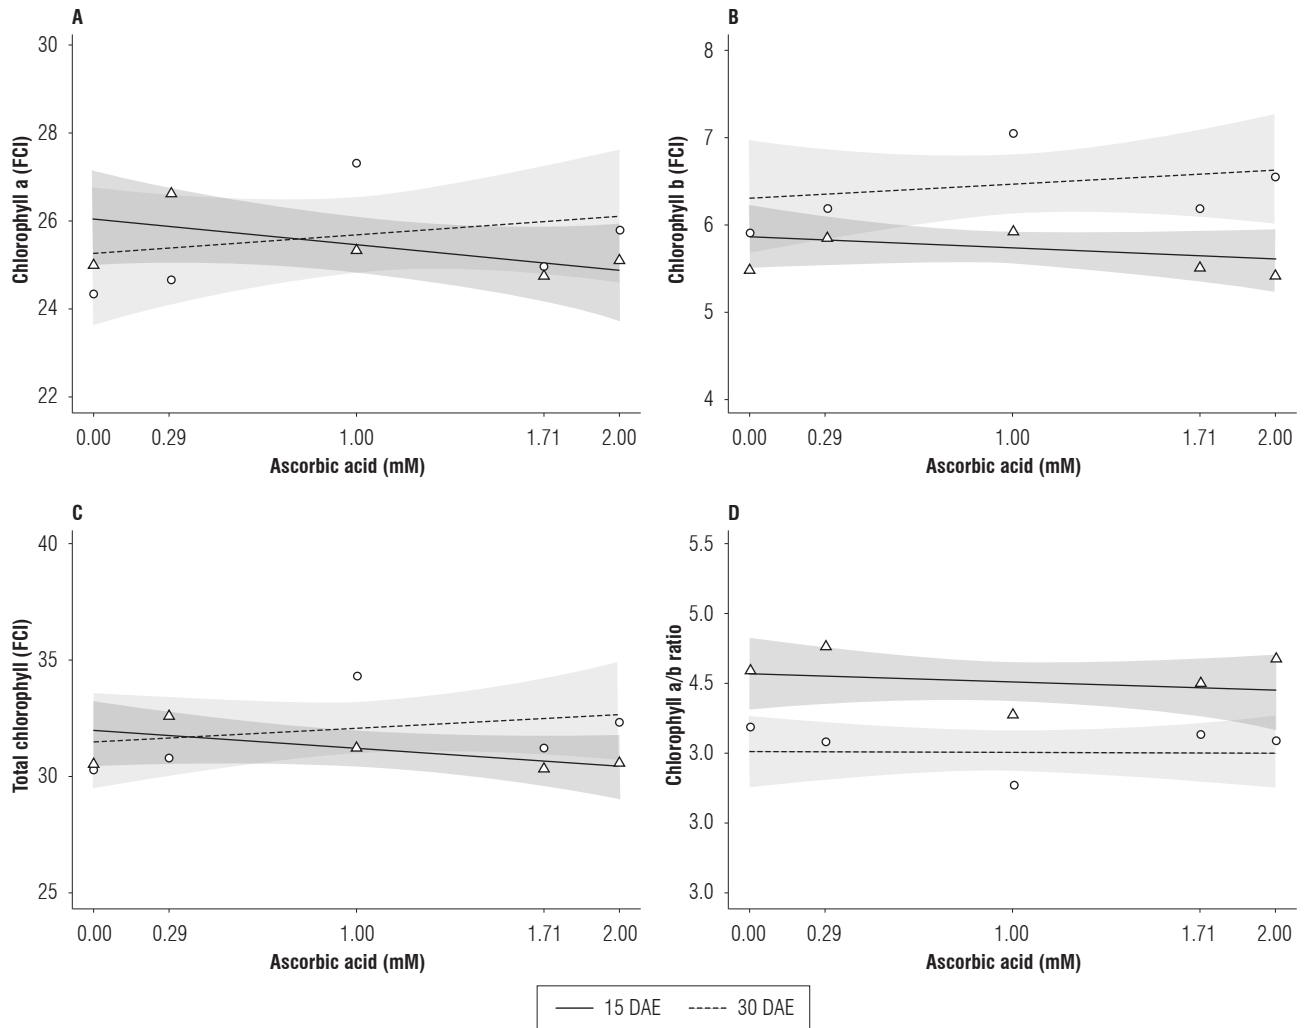 A
30
28
26
24
22
Chlorophyll a (FCI)
0.00 0.29 1.00 1.71 2.00
Ascorbic acid (mM)
B
8
7
6
5
4
Chlorophyll b (FCI)
0.00 0.29 1.00 1.71 2.00
Ascorbic acid (mM)
C
40
35
30
25
Total chlorophyll (FCI)
0.00 0.29 1.00 1.71 2.00
Ascorbic acid (mM)
D
5.5
5.0
4.5
3.0
3.0
3.0
Chlorophyll a/b ratio
0.00 0.29 1.00 1.71 2.00
Ascorbic acid (mM)
15 DAE 30 DAE